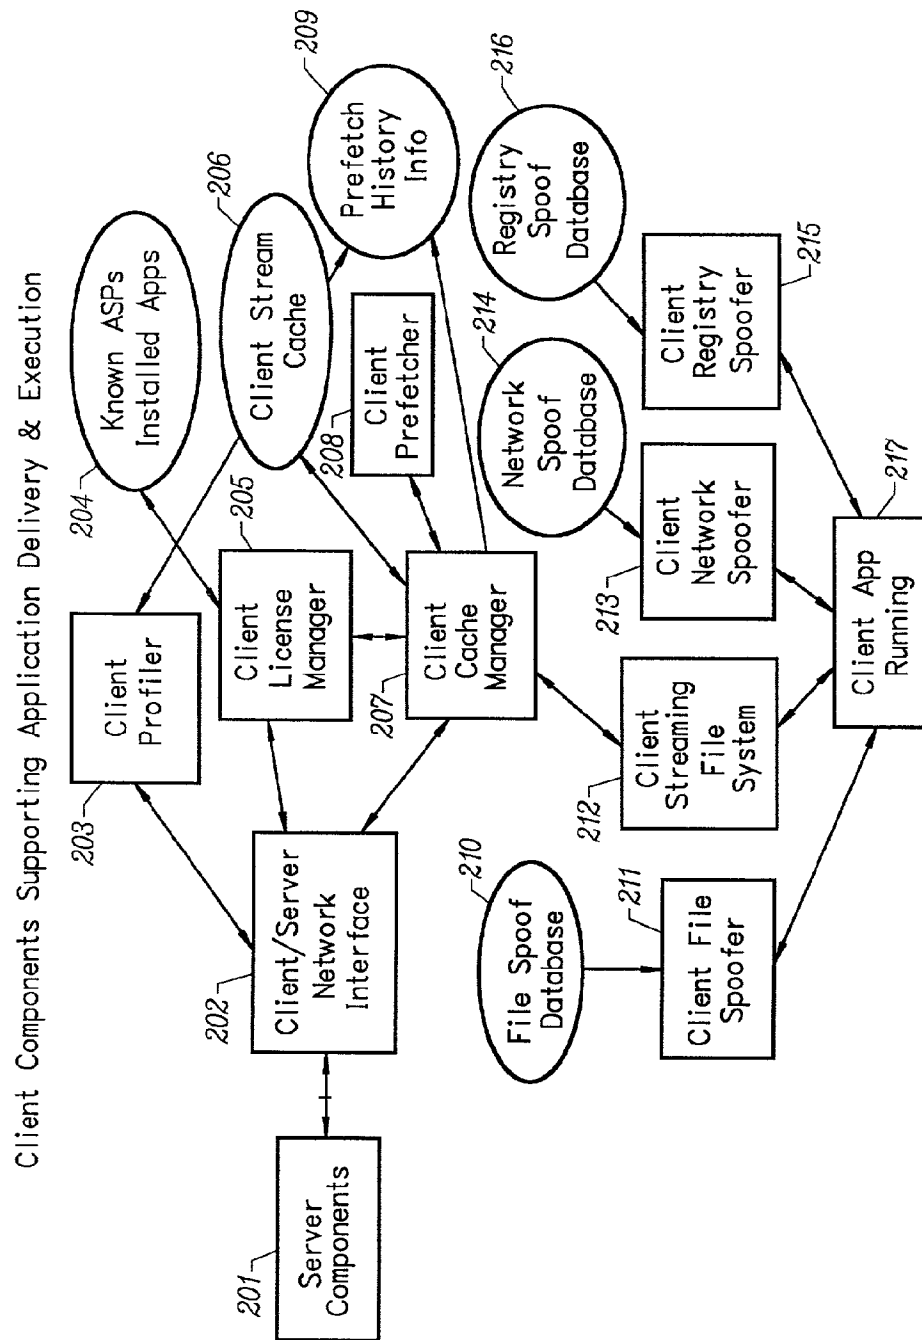 Client Components Supporting Application Delivery & Execution
201
Server
Components
202
Client/Server
Network
Interface
203
Client
Profiler
204
Known ASPs
Installed Apps
205
Client
License
Manager
206
Client Stream
Cache
207
Client
Cache
Manager
208
Client
Prefetcher
209
Prefetch
History
Info
210
File Spoof
Database
211
Client File
Spoofer
212
Client
Streaming
File
System
213
Client
Network
Spoofer
214
Network
Spoof
Database
215
Client
Registry
Spoofer
216
Registry
Spoof
Database
217
Client App
Running